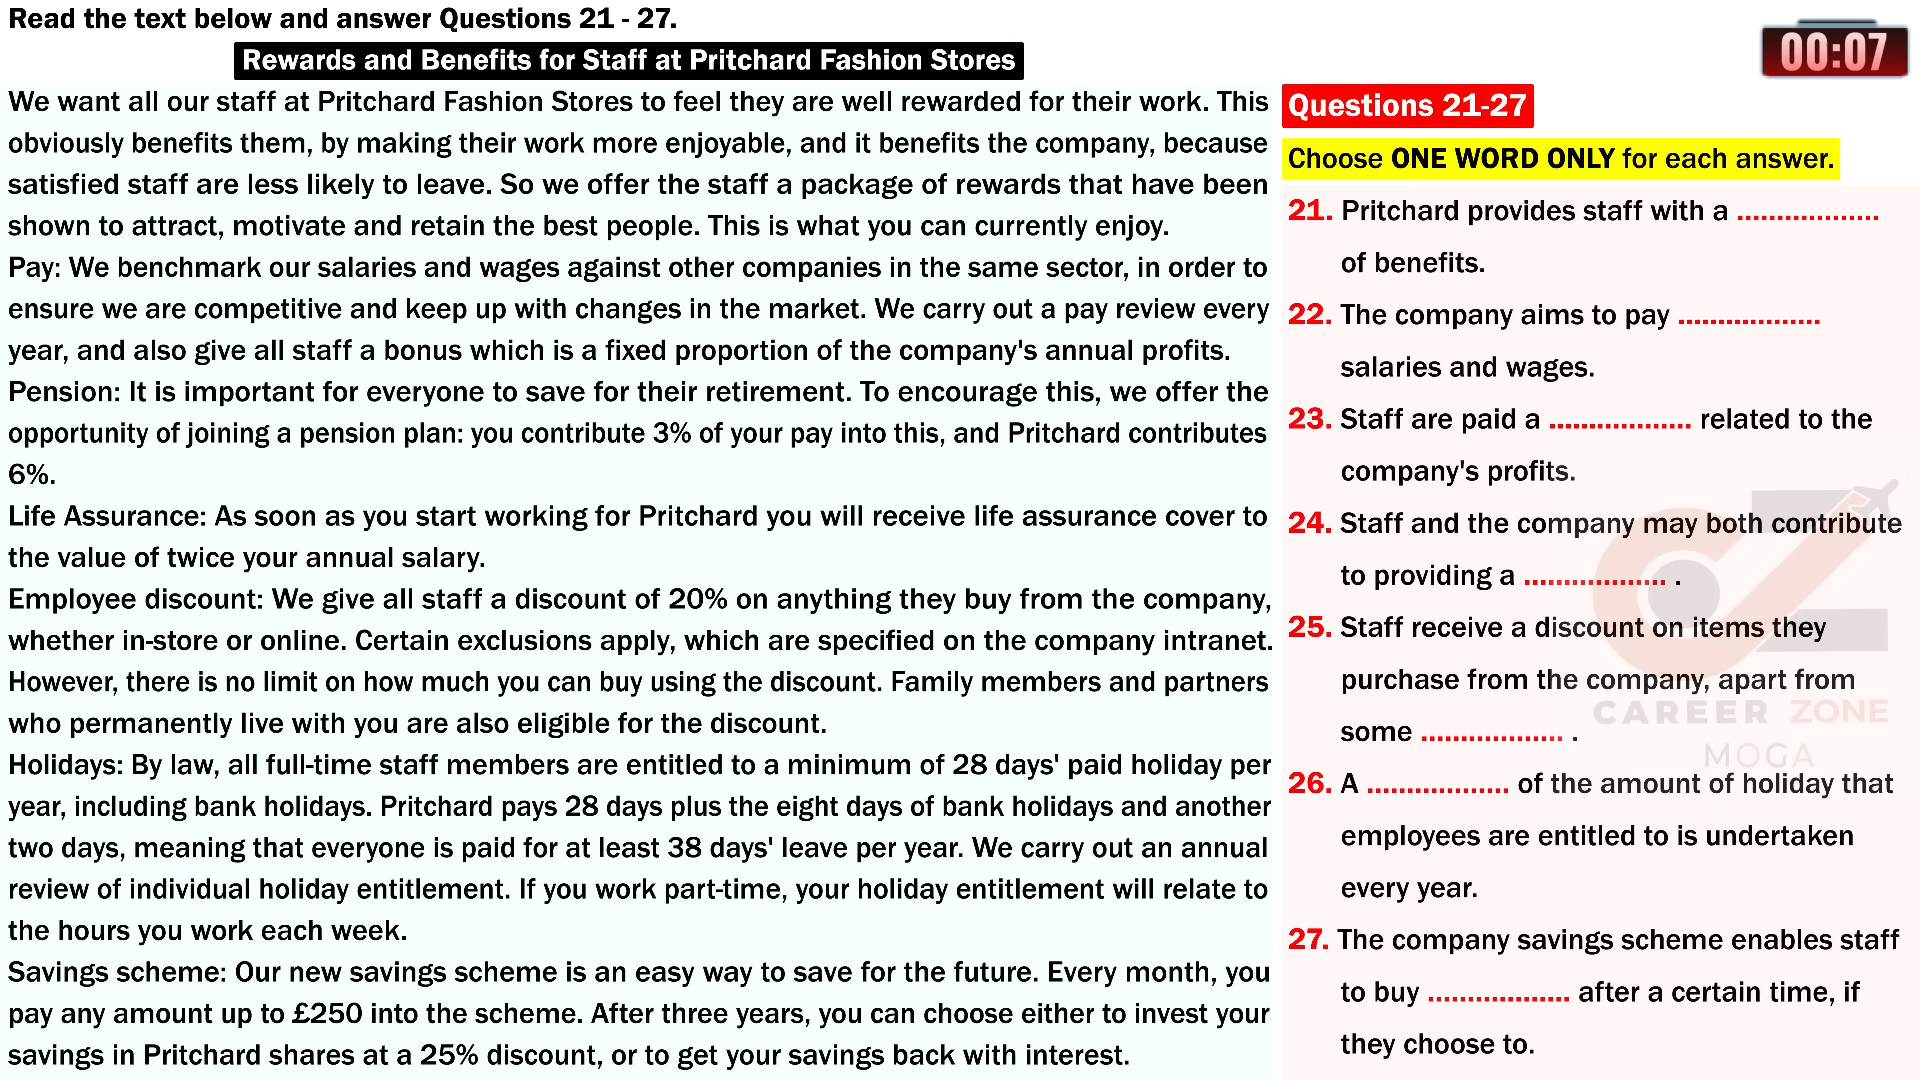 Read the text below and answer Questions 21 - 27.
Rewards and Benefits for Staff at Pritchard Fashion Stores
00:07
We want all our staff at Pritchard Fashion Stores to feel they are well rewarded for their work. This
obviously benefits them, by making their work more enjoyable, and it benefits the company, because
satisfied staff are less likely to leave. So we offer the staff a package of rewards that have been
shown to attract, motivate and retain the best people. This is what you can currently enjoy.
Pay: We benchmark our salaries and wages against other companies in the same sector, in order to
ensure we are competitive and keep up with changes in the market. We carry out a pay review every
year, and also give all staff a bonus which is a fixed proportion of the company's annual profits.
Pension: It is important for everyone to save for their retirement. To encourage this, we offer the
opportunity of joining a pension plan: you contribute 3% of your pay into this, and Pritchard contributes
6%.
Life Assurance: As soon as you start working for Pritchard you will receive life assurance cover to
the value of twice your annual salary.
Employee discount: We give all staff a discount of 20% on anything they buy from the company,
whether in-store or online. Certain exclusions apply, which are specified on the company intranet.
However, there is no limit on how much you can buy using the discount. Family members and partners
who permanently live with you are also eligible for the discount.
Holidays: By law, all full-time staff members are entitled to a minimum of 28 days' paid holiday per
year, including bank holidays. Pritchard pays 28 days plus the eight days of bank holidays and another
two days, meaning that everyone is paid for at least 38 days' leave per year. We carry out an annual
review of individual holiday entitlement. If you work part-time, your holiday entitlement will relate to
the hours you work each week.
Savings scheme: Our new savings scheme is an easy way to save for the future. Every month, you
pay any amount up to £250 into the scheme. After three years, you can choose either to invest your
savings in Pritchard shares at a 25% discount, or to get your savings back with interest.
Questions 21-27
Choose ONE WORD ONLY for each answer.
21. Pritchard provides staff with a ..................
of benefits.
22. The company aims to pay ..................
salaries and wages.
23. Staff are paid a .................. related to the
company's profits.
24. Staff and the company may both contribute
to providing a .................. .
25. Staff receive a discount on items they
purchase from the company, apart from
some .................. .
26. A .................. of the amount of holiday that
employees are entitled to is undertaken
every year.
27. The company savings scheme enables staff
to buy .................. after a certain time, if
they choose to.
CAREER ZONE
MOGA